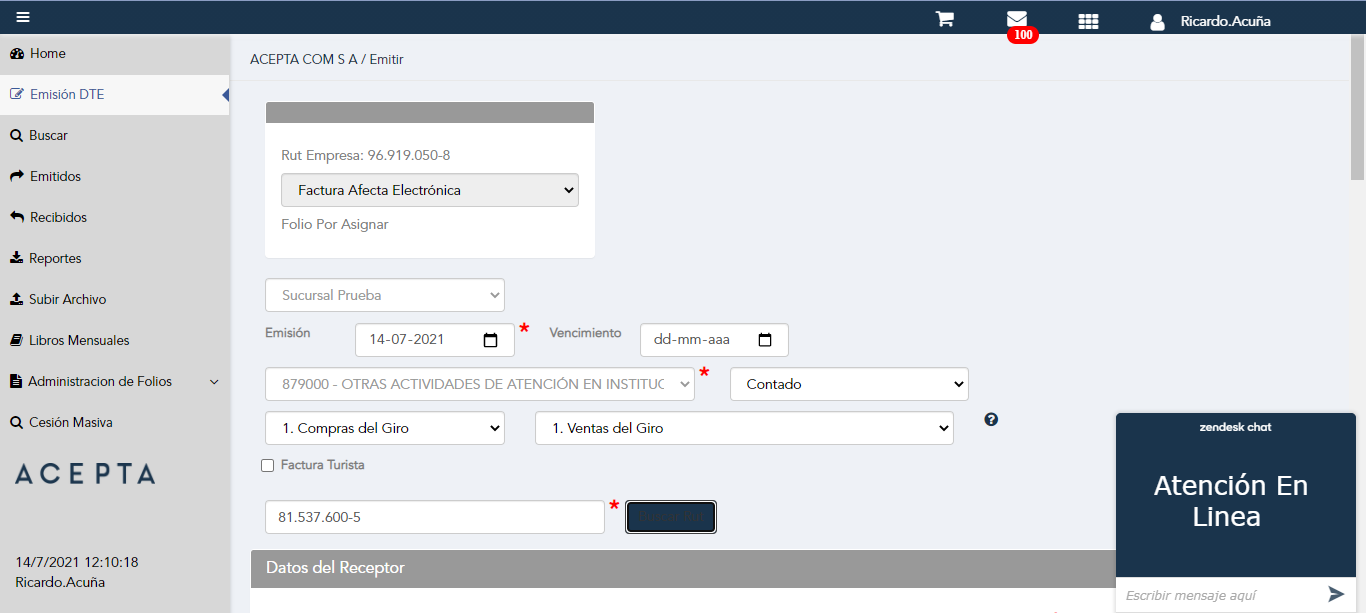 100
Ricardo.Acuña
Home
Emisión DTE
Buscar
Emitidos
Recibidos
Reportes
Subir Archivo
Libros Mensuales
Administracion de Folios
Cesión Masiva
ACEPTA
14/7/2021 12:10:18
Ricardo.Acuña
ACEPTA COM S A / Emitir
Rut Empresa: 96.919.050-8
Factura Afecta Electrónica
Folio Por Asignar
Sucursal Prueba
Emisión 14-07-2021 * Vencimiento dd-mm-aaa
879000 - OTRAS ACTIVIDADES DE ATENCIÓN EN INSTITUC * Contado
1. Compras del Giro 1. Ventas del Giro
Factura Turista
81.537.600-5 *
Datos del Receptor
zendesk chat
Atención En
Linea
Escribir mensaje aquí